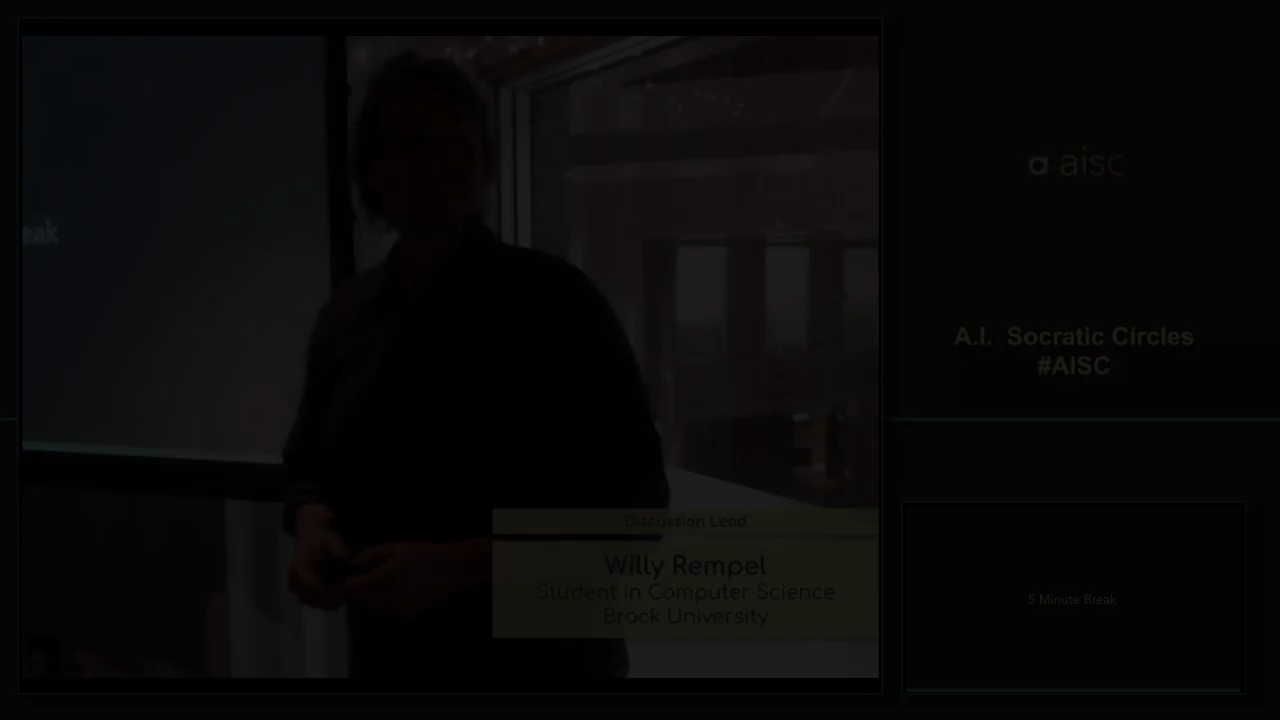 eak
a aisc
A.I. Socratic Circles
#AISC
Discussion Lead
Willy Rempel
Student in Computer Science
Brock University
5 Minute Break